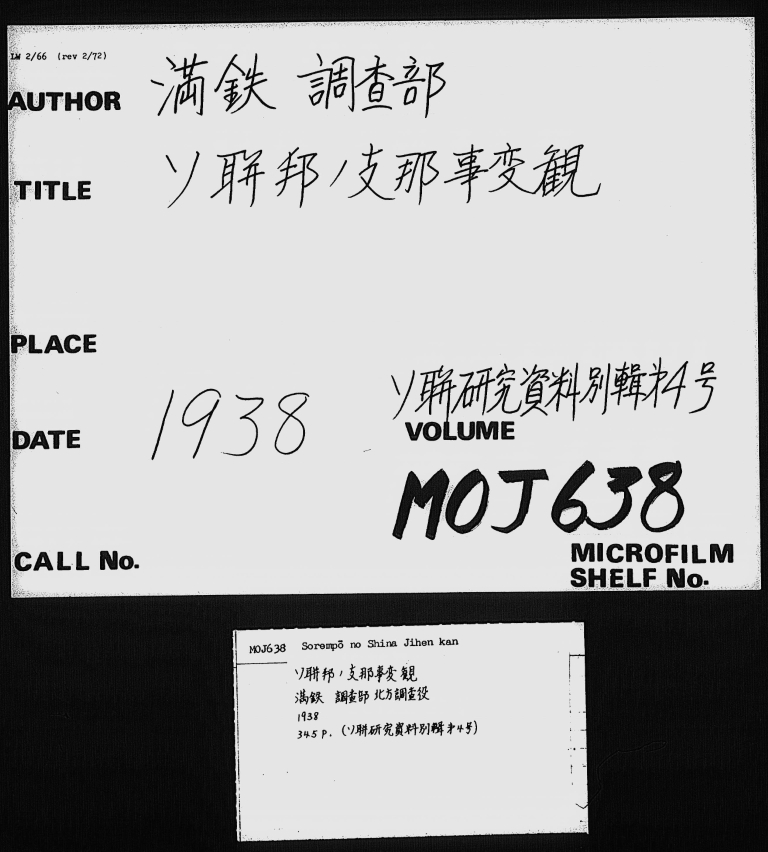 LW 2/66 (rev 2/72)
AUTHOR 満鉄 調査部
TITLE ソ聯邦ノ支那事変観
PLACE
ソ聯研究資料別輯㐧4号
DATE 1938 VOLUME
MOJ638
CALL No. MICROFILM
SHELF No.
MOJ638 Sorempō no Shina Jihen kan
ソ聯邦ノ支那事変観
満鉄 調査部 北方調査役
1938
345 P. (ソ聯研究資料別輯㐧4号)